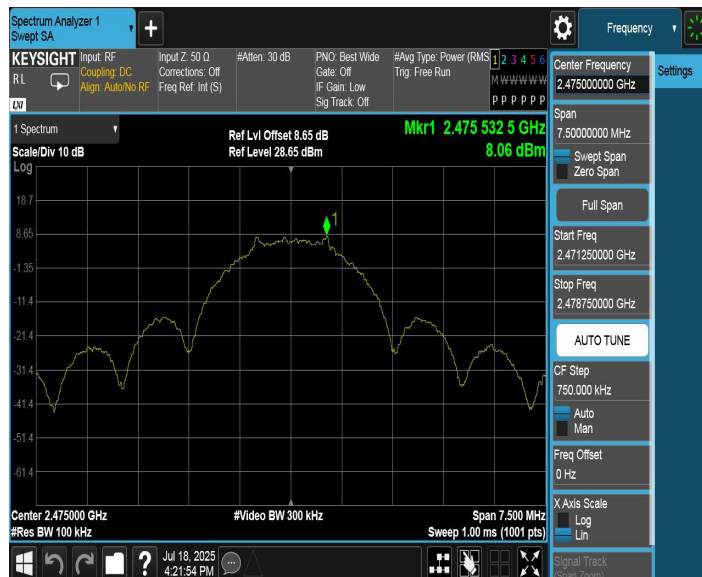 Spectrum Analyzer 1
Swept SA
+
Frequency
KEYSIGHT
RL
LXI
Input: RF
Coupling: DC
Align: Auto/No RF
Input Z: 50 Ω
Corrections: Off
Freq Ref: Int (S)
#Atten: 30 dB
PNO: Best Wide
Gate: Off
IF Gain: Low
Sig Track: Off
#Avg Type: Power (RMS
Trig: Free Run
1 2 3 4 5 6
M W W W W W
P P P P P P
1 Spectrum
Scale/Div 10 dB
Ref Lvl Offset 8.65 dB
Ref Level 28.65 dBm
Mkr1 2.475 532 5 GHz
8.06 dBm
Log
18.7
8.65
-1.35
-11.4
-21.4
-31.4
-41.4
-51.4
-61.4
1
Center 2.475000 GHz
#Res BW 100 kHz
#Video BW 300 kHz
Span 7.500 MHz
Sweep 1.00 ms (1001 pts)
?
Jul 18, 2025
4:21:54 PM
Center Frequency
2.475000000 GHz
Span
7.50000000 MHz
Swept Span
Zero Span
Full Span
Start Freq
2.471250000 GHz
Stop Freq
2.478750000 GHz
AUTO TUNE
CF Step
750.000 kHz
Auto
Man
Freq Offset
0 Hz
X Axis Scale
Log
Lin
Signal Track
(Span Zoom)
Settings